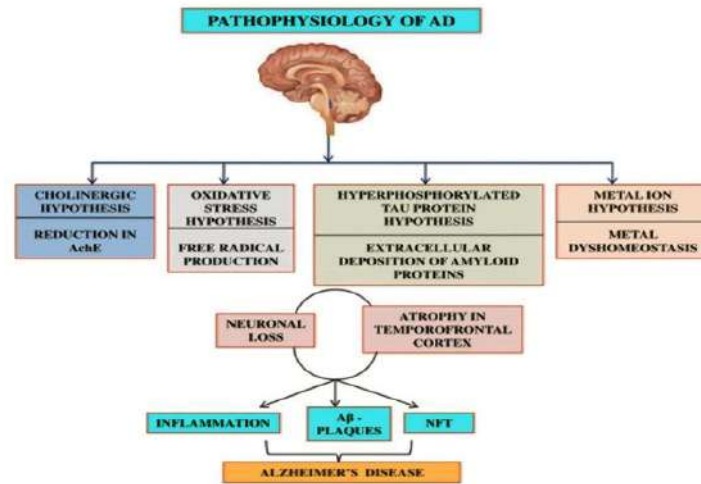 PATHOPHYSIOLOGY OF AD
CHOLINERGIC
HYPOTHESIS
REDUCTION IN
AchE
OXIDATIVE
STRESS
HYPOTHESIS
FREE RADICAL
PRODUCTION
HYPERPHOSPHORYLATED
TAU PROTEIN
HYPOTHESIS
EXTRACELLULAR
DEPOSITION OF AMYLOID
PROTEINS
METAL ION
HYPOTHESIS
METAL
DYSHOMEOSTASIS
NEURONAL
LOSS
ATROPHY IN
TEMPOROFRONTAL
CORTEX
INFLAMMATION
Aβ -
PLAQUES
NFT
ALZHEIMER'S DISEASE